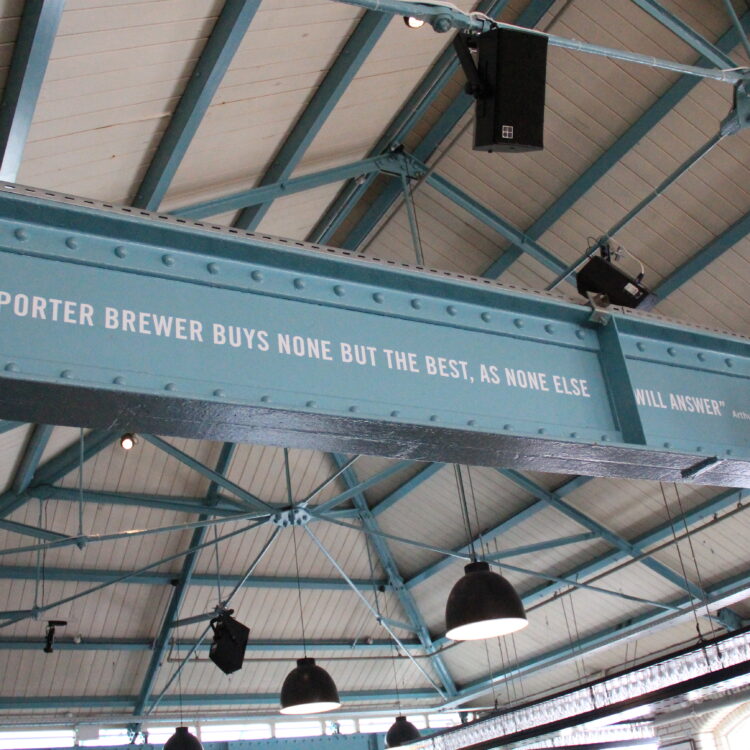 PORTER BREWER BUYS NONE BUT THE BEST, AS NONE ELSE WILL ANSWER"